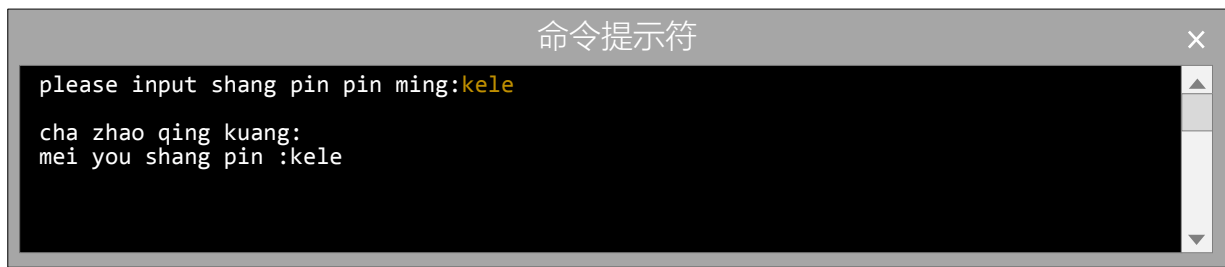 命令提示符
please input shang pin pin ming:kele
cha zhao qing kuang:
mei you shang pin :kele